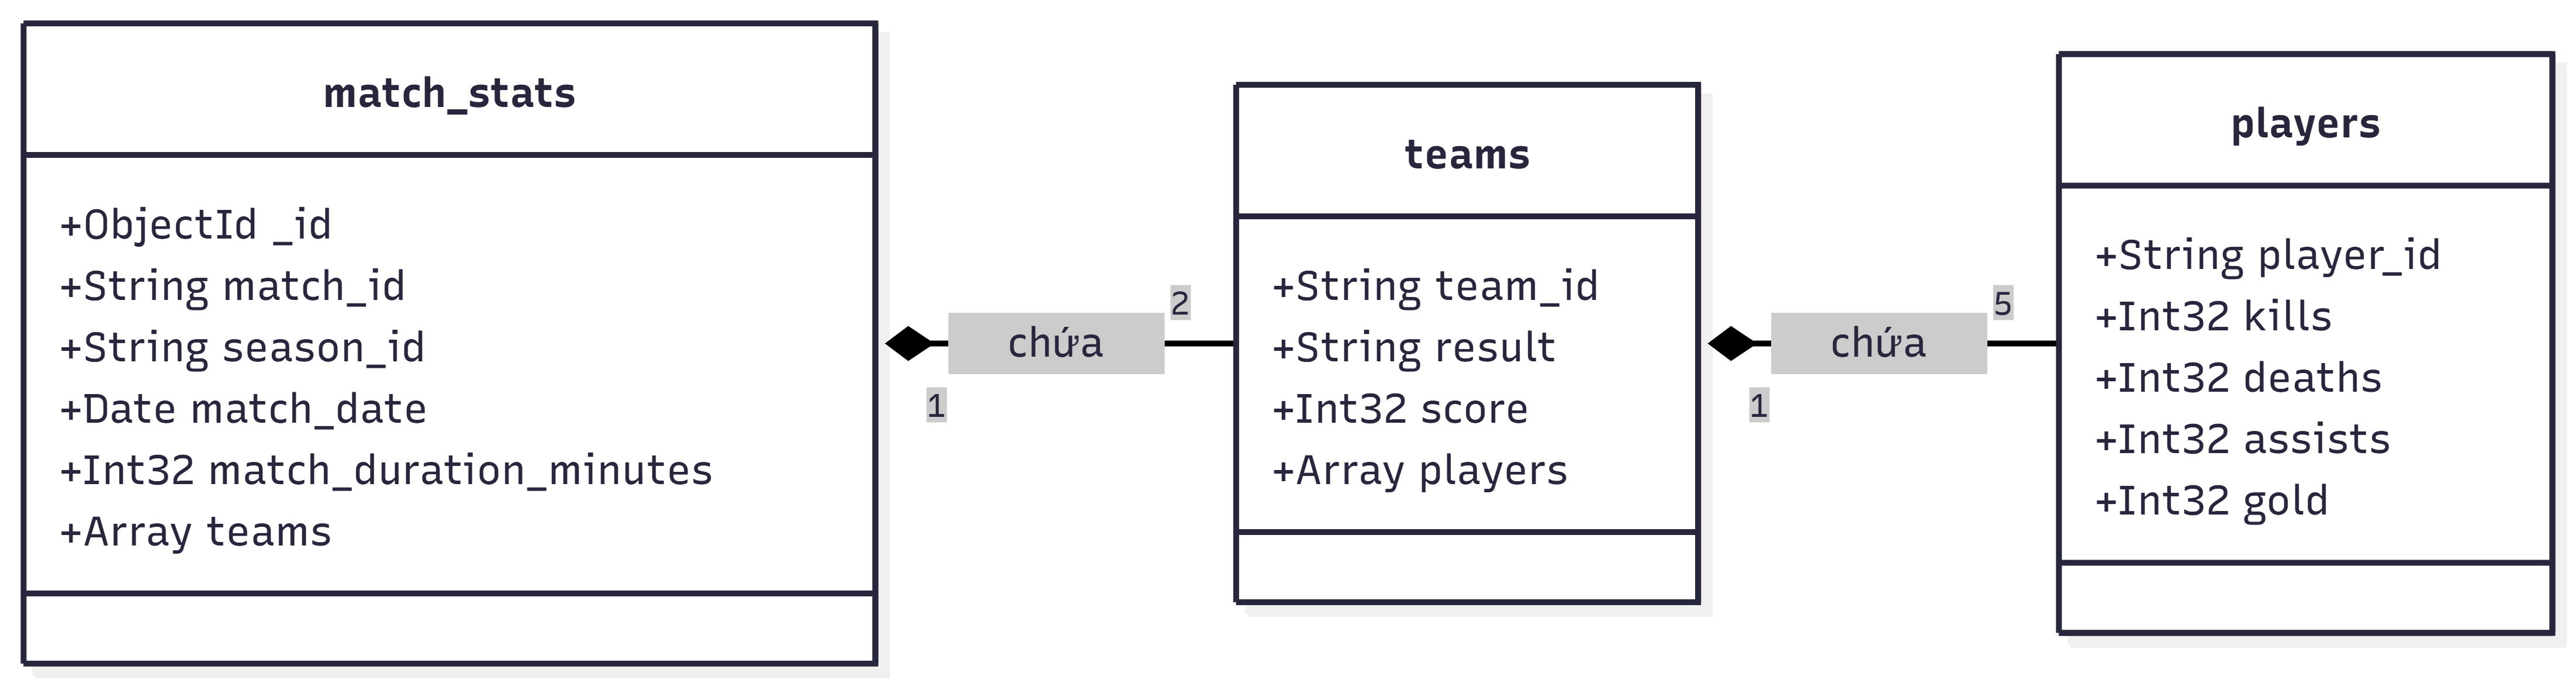 match_stats
+ObjectId _id
+String match_id
+String season_id
+Date match_date
+Int32 match_duration_minutes
+Array teams
1
chứa
2
teams
+String team_id
+String result
+Int32 score
+Array players
1
chứa
5
players
+String player_id
+Int32 kills
+Int32 deaths
+Int32 assists
+Int32 gold